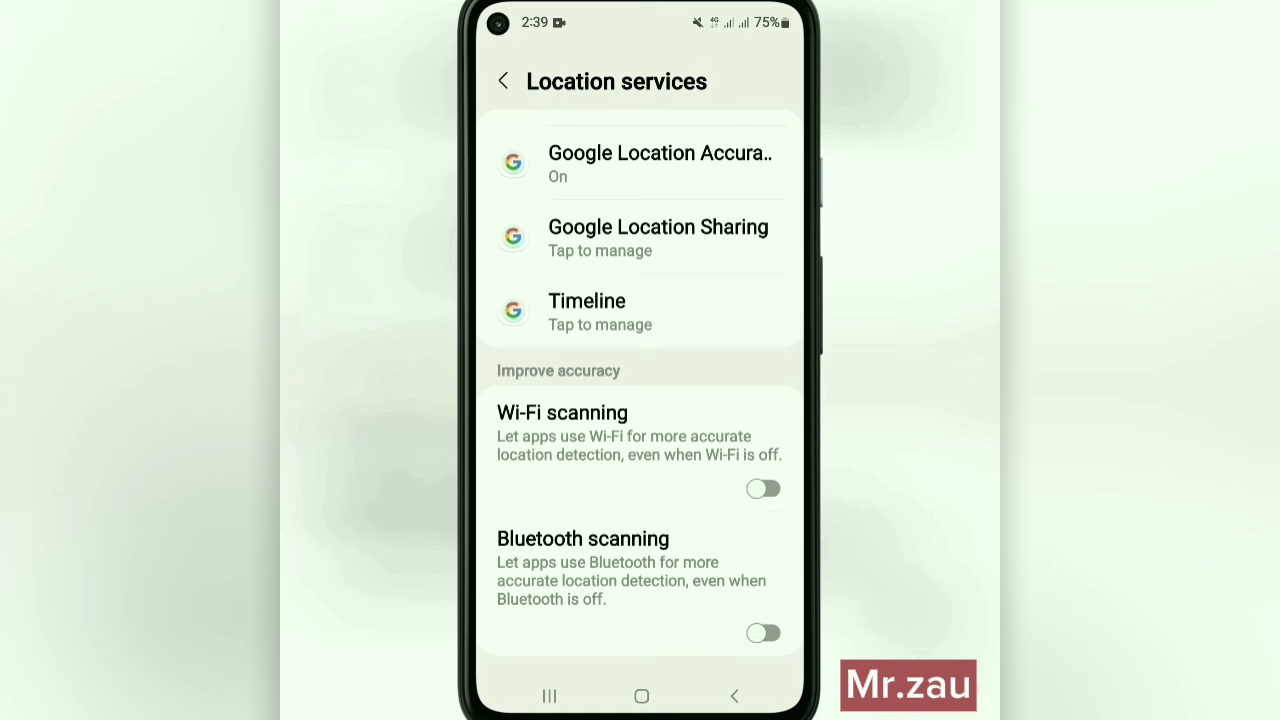 2:39
4G
75%
Location services
Google Location Accura..
On
Google Location Sharing
Tap to manage
Timeline
Tap to manage
Improve accuracy
Wi-Fi scanning
Let apps use Wi-Fi for more accurate
location detection, even when Wi-Fi is off.
Bluetooth scanning
Let apps use Bluetooth for more
accurate location detection, even when
Bluetooth is off.
Mr.zau